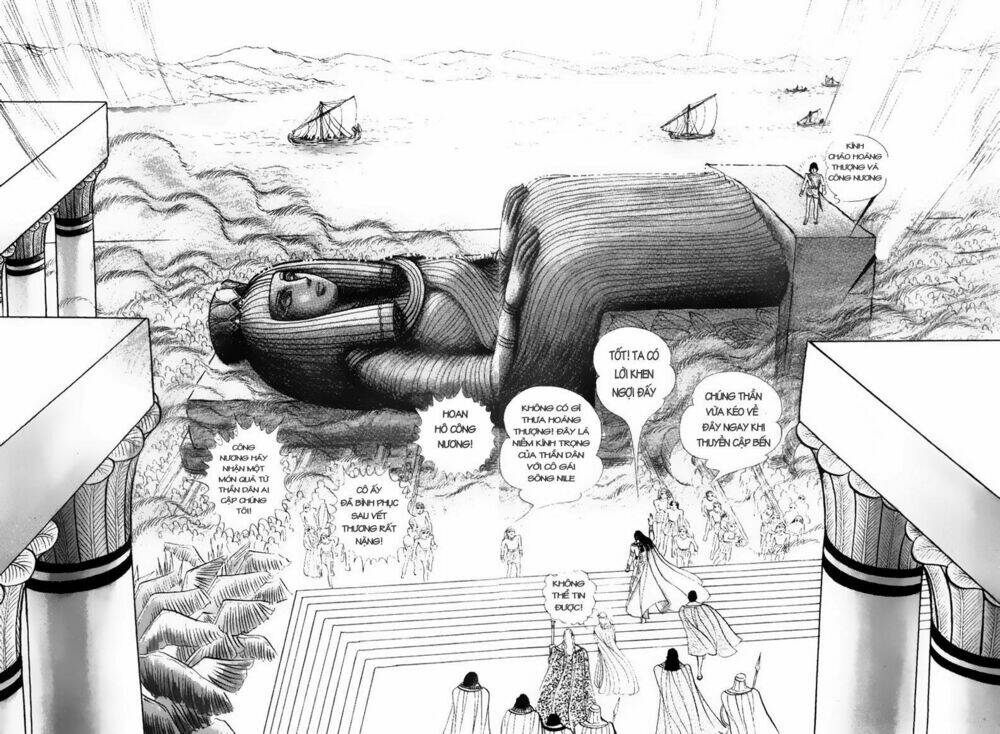 KÍNH
CHÀO HOÀNG
THƯỢNG VÀ
CÔNG NƯƠNG
TỐT! TA CÓ
LỜI KHEN
NGỢI ĐẤY
CHÚNG THẦN
VỪA KÉO VỀ
ĐÂY NGAY KHI
THUYỀN CẬP BẾN
KHÔNG CÓ GÌ
THƯA HOÀNG
THƯỢNG! ĐÂY LÀ
NIỀM KÍNH TRỌNG
CỦA THẦN DÂN
VỚI CÔ GÁI
SÔNG NILE
HOAN
HÔ CÔNG
NƯƠNG!
CÔNG
NƯƠNG HÃY
NHẬN MỘT
MÓN QUÀ TỪ
THẦN DÂN AI
CẬP CHÚNG
TÔI!
CÔ ẤY
ĐÃ BÌNH PHỤC
SAU VẾT
THƯƠNG RẤT
NẶNG!
KHÔNG
THỂ TIN
ĐƯỢC!